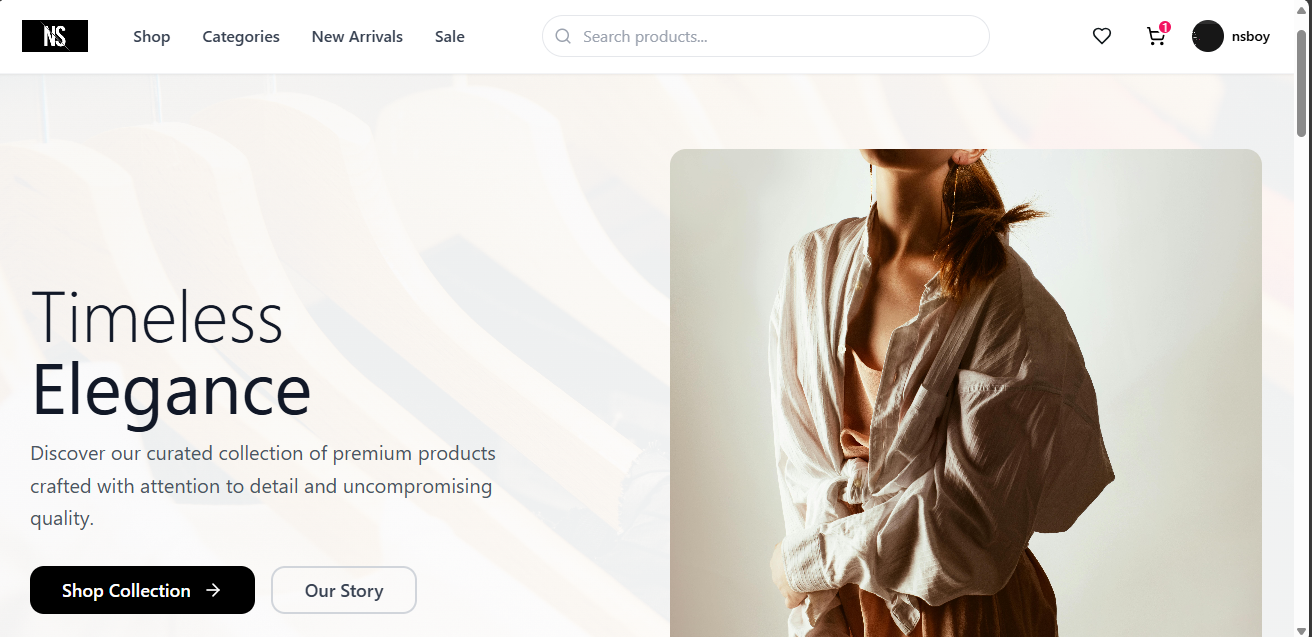 NS
Shop
Categories
New Arrivals
Sale
Search products...
1
nsboy
Timeless
Elegance
Discover our curated collection of premium products
crafted with attention to detail and uncompromising
quality.
Shop Collection →
Our Story